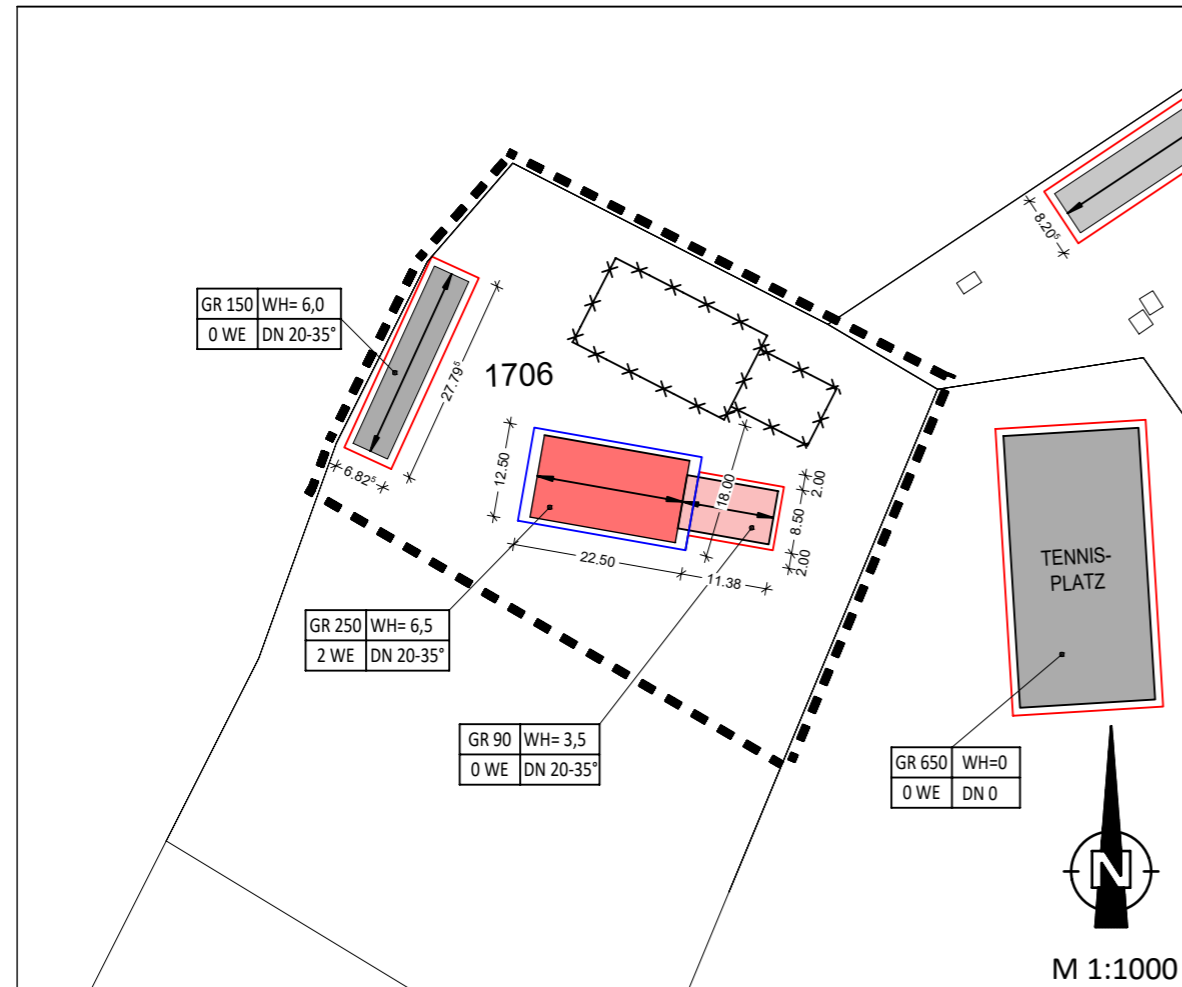 8.20⁵
GR 150 WH= 6,0
0 WE DN 20-35°
27.79⁵
1706
6.82⁵
12.50
18.00
2.00
8.50
2.00
22.50
11.38
TENNIS-
PLATZ
GR 250 WH= 6,5
2 WE DN 20-35°
GR 90 WH= 3,5
0 WE DN 20-35°
GR 650 WH=0
0 WE DN 0
N
M 1:1000